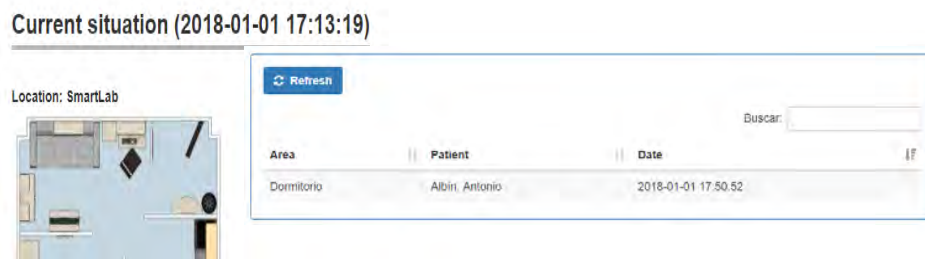 Current situation (2018-01-01 17:13:19)
Location: SmartLab
Refresh
Buscar:
Area Patient Date
Dormitorio Albin, Antonio 2018-01-01 17:50:52